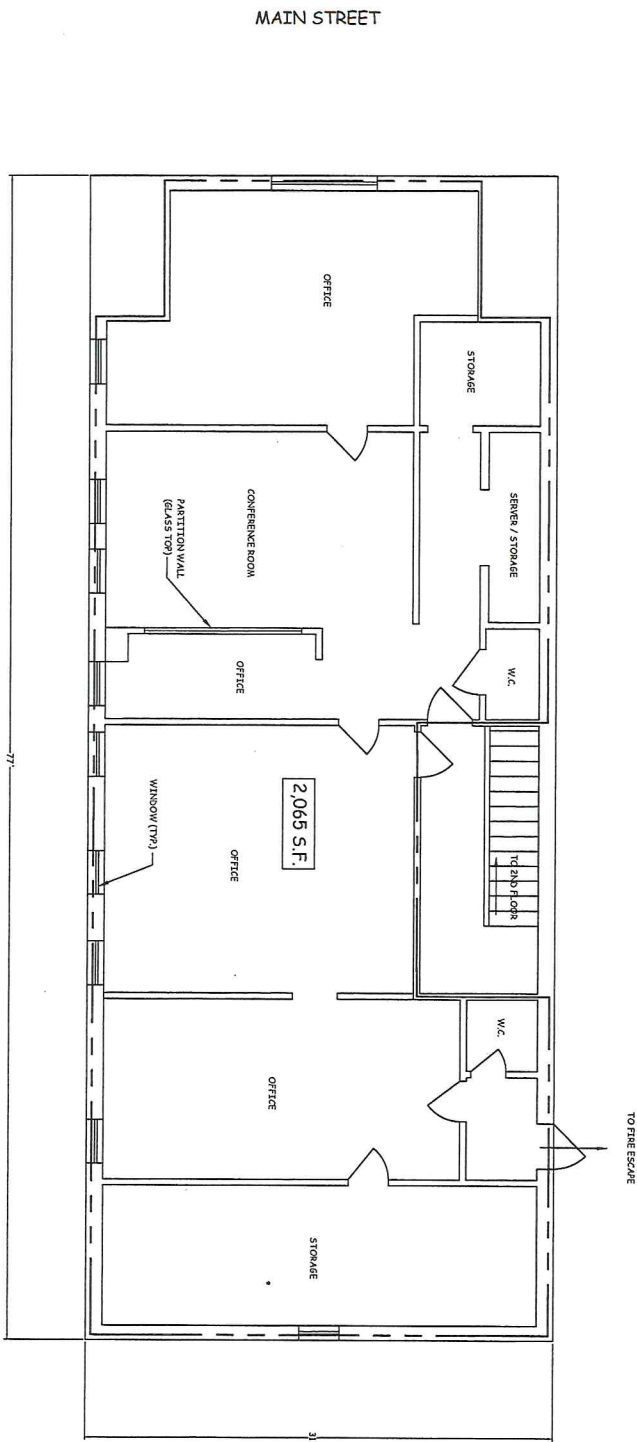 MAIN STREET
OFFICE
STORAGE
SERVER / STORAGE
CONFERENCE ROOM
PARTITION WALL
(GLASS TOP)
OFFICE
W.C.
77'
WINDOW (TYP.)
2,065 S.F.
OFFICE
TO 2ND FLOOR
W.C.
OFFICE
TO FIRE ESCAPE
STORAGE
31